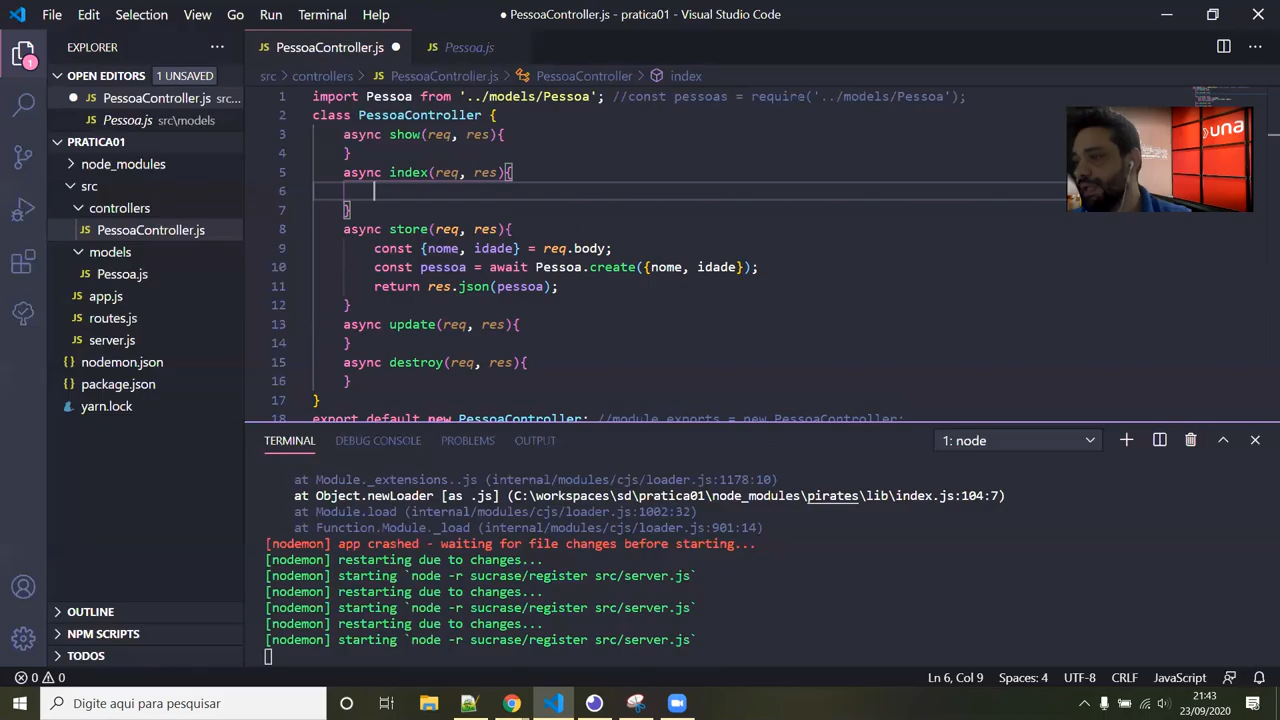 File Edit Selection View Go Run Terminal Help
● PessoaController.js - pratica01 - Visual Studio Code
EXPLORER
OPEN EDITORS 1 UNSAVED
PessoaController.js src...
Pessoa.js src\models
PRATICA01
node_modules
src
controllers
JS PessoaController.js
models
JS Pessoa.js
JS app.js
JS routes.js
JS server.js
{} nodemon.json
{} package.json
yarn.lock
OUTLINE
NPM SCRIPTS
TODOS
1
JS PessoaController.js ●
JS Pessoa.js
src > controllers > JS PessoaController.js > PessoaController > index
1 import Pessoa from '../models/Pessoa'; //const pessoas = require('../models/Pessoa');
2 class PessoaController {
3 async show(req, res){
4 }
5 async index(req, res){
6
7 }
8 async store(req, res){
9 const {nome, idade} = req.body;
10 const pessoa = await Pessoa.create({nome, idade});
11 return res.json(pessoa);
12 }
13 async update(req, res){
14 }
15 async destroy(req, res){
16 }
17 }
18 export default new PessoaController; //module.exports = new PessoaController;
una
TERMINAL DEBUG CONSOLE PROBLEMS OUTPUT
1: node
at Module._extensions..js (internal/modules/cjs/loader.js:1178:10)
at Object.newLoader [as .js] (C:\workspaces\sd\pratica01\node_modules\pirates\lib\index.js:104:7)
at Module.load (internal/modules/cjs/loader.js:1002:32)
at Function.Module._load (internal/modules/cjs/loader.js:901:14)
[nodemon] app crashed - waiting for file changes before starting...
[nodemon] restarting due to changes...
[nodemon] starting `node -r sucrase/register src/server.js`
[nodemon] restarting due to changes...
[nodemon] starting `node -r sucrase/register src/server.js`
[nodemon] restarting due to changes...
[nodemon] starting `node -r sucrase/register src/server.js`
0 0
Ln 6, Col 9 Spaces: 4 UTF-8 CRLF JavaScript
Digite aqui para pesquisar
21:43
23/09/2020